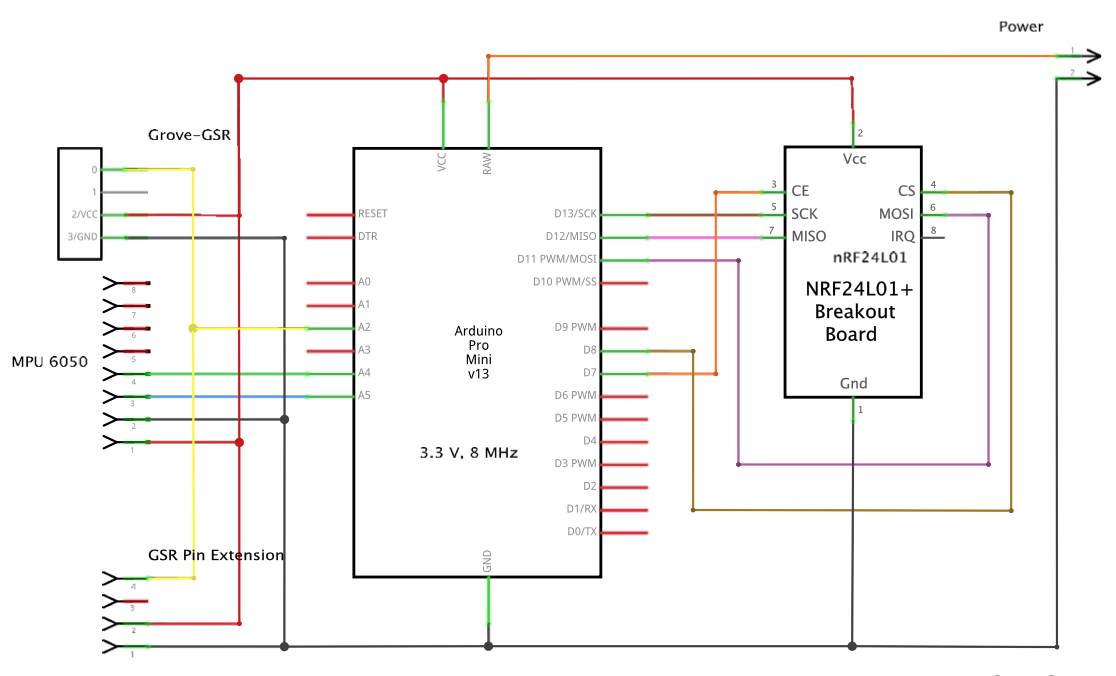 Power
1
2
Grove-GSR
0
1
2/VCC
3/GND
8
7
6
5
4
3
2
1
MPU 6050
GSR Pin Extension
4
3
2
1
VCC
RAW
RESET
DTR
A0
A1
A2
A3
A4
A5
Arduino
Pro
Mini
v13
3.3 V, 8 MHz
GND
D13/SCK
D12/MISO
D11 PWM/MOSI
D10 PWM/SS
D9 PWM
D8
D7
D6 PWM
D5 PWM
D4
D3 PWM
D2
D1/RX
D0/TX
2
Vcc
3 CE
5 SCK
7 MISO
CS 4
MOSI 6
IRQ 8
nRF24L01
NRF24L01+
Breakout
Board
Gnd
1